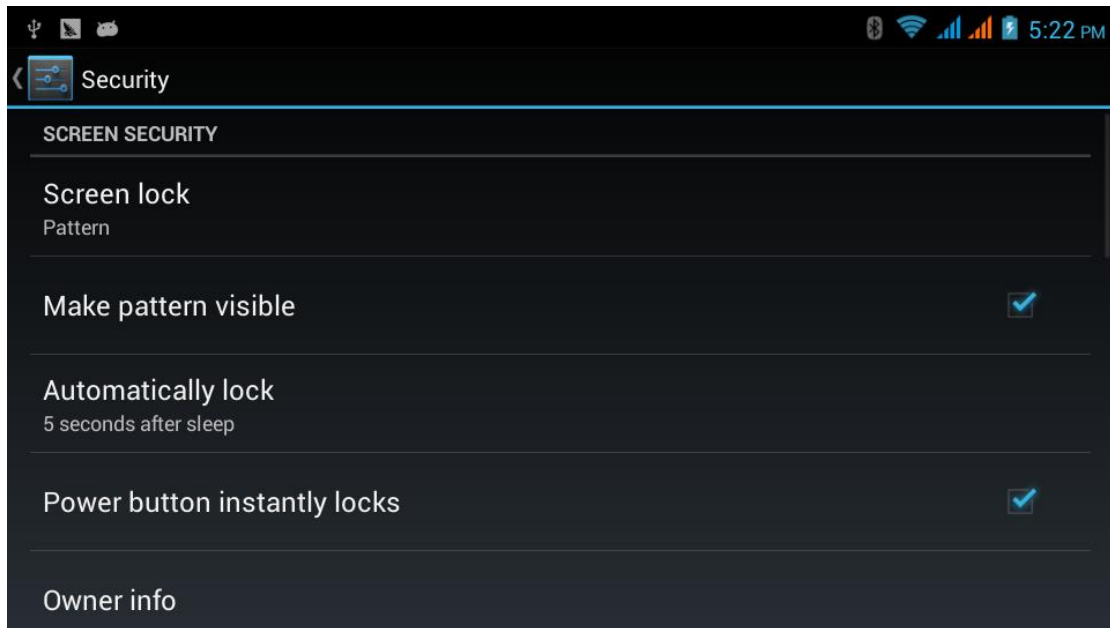 5:22 PM
Security
SCREEN SECURITY
Screen lock
Pattern
Make pattern visible
Automatically lock
5 seconds after sleep
Power button instantly locks
Owner info